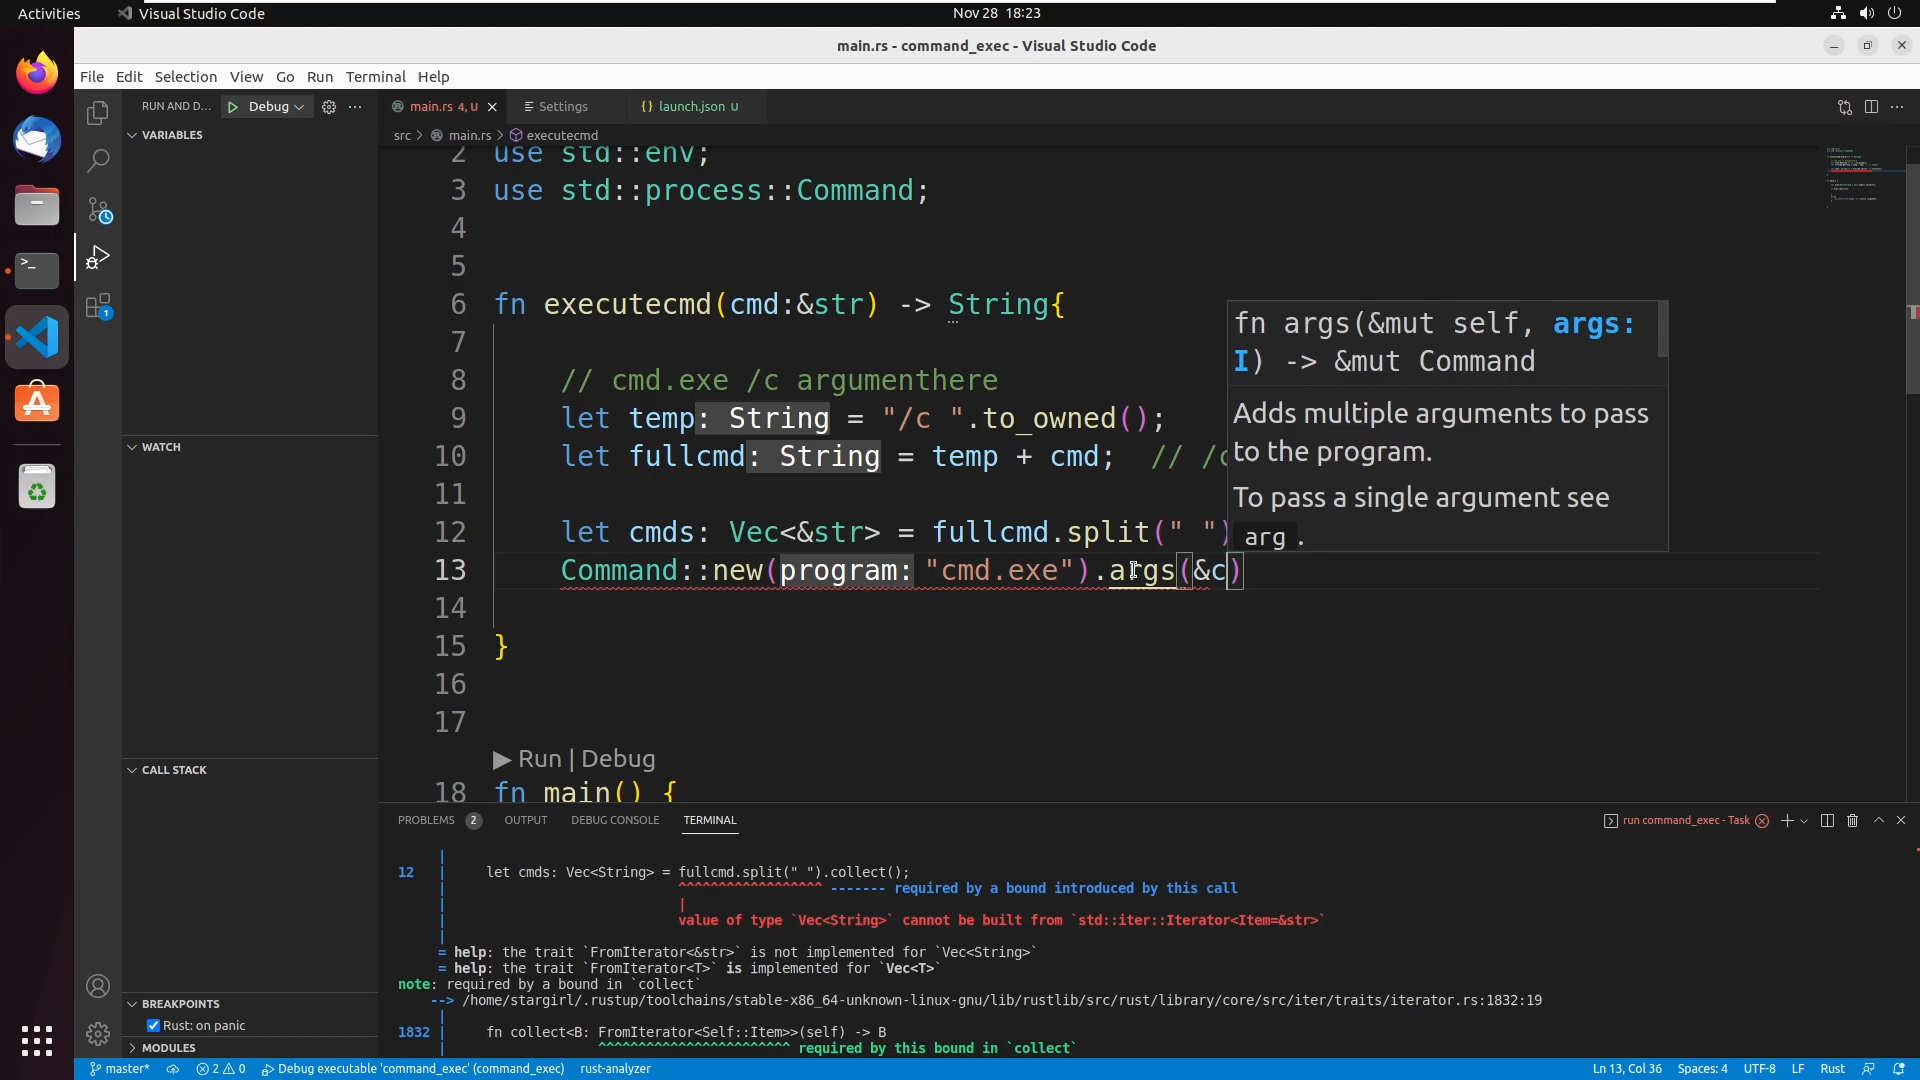 Activities
Visual Studio Code
Nov 28 18:23
main.rs - command_exec - Visual Studio Code
File Edit Selection View Go Run Terminal Help
RUN AND D... Debug
main.rs 4, U
Settings
{} launch.json U
src > main.rs > executecmd
VARIABLES
WATCH
CALL STACK
BREAKPOINTS
Rust: on panic
MODULES
2 use std::env;
3 use std::process::Command;
4
5
6 fn executecmd(cmd:&str) -> String{
7
8 // cmd.exe /c argumenthere
9 let temp: String = "/c ".to_owned();
10 let fullcmd: String = temp + cmd; // /c
11
12 let cmds: Vec<&str> = fullcmd.split(" ")
13 Command::new(program: "cmd.exe").args(&c)
14
15 }
16
17
▶ Run | Debug
18 fn main() {
fn args(&mut self, args:
I) -> &mut Command
Adds multiple arguments to pass
to the program.
To pass a single argument see
arg .
1
PROBLEMS 2 OUTPUT DEBUG CONSOLE TERMINAL
run command_exec - Task
|
12 | let cmds: Vec<String> = fullcmd.split(" ").collect();
| ^^^^^^^^^^^^^^^^^^ ------- required by a bound introduced by this call
| |
| value of type `Vec<String>` cannot be built from `std::iter::Iterator<Item=&str>`
|
= help: the trait `FromIterator<&str>` is not implemented for `Vec<String>`
= help: the trait `FromIterator<T>` is implemented for `Vec<T>`
note: required by a bound in `collect`
--> /home/stargirl/.rustup/toolchains/stable-x86_64-unknown-linux-gnu/lib/rustlib/src/rust/library/core/src/iter/traits/iterator.rs:1832:19
|
1832 | fn collect<B: FromIterator<Self::Item>>(self) -> B
| ^^^^^^^^^^^^^^^^^^^^^^^^ required by this bound in `collect`
master* 2 0 Debug executable 'command_exec' (command_exec) rust-analyzer
Ln 13, Col 36 Spaces: 4 UTF-8 LF Rust